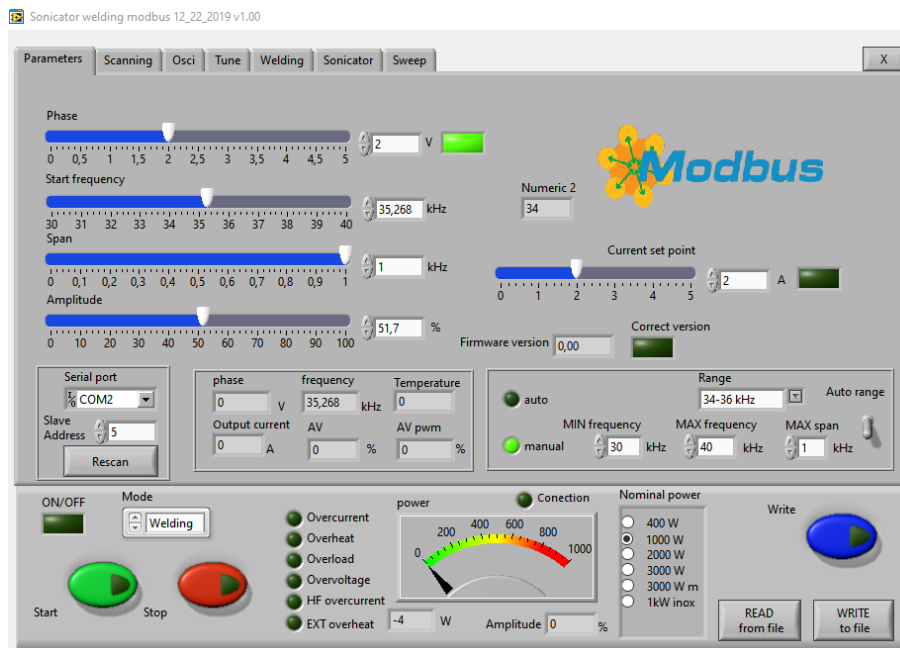 Sonicator welding modbus 12_22_2019 v1.00
Parameters Scanning Osci Tune Welding Sonicator Sweep X
Phase
0 0,5 1 1,5 2 2,5 3 3,5 4 4,5 5
2 V
Start frequency
30 31 32 33 34 35 36 37 38 39 40
35,268 kHz
Span
0 0,1 0,2 0,3 0,4 0,5 0,6 0,7 0,8 0,9 1
1 kHz
Amplitude
0 10 20 30 40 50 60 70 80 90 100
51,7 %
Modbus
Numeric 2
34
Current set point
0 1 2 3 4 5
2 A
Firmware version 0,00
Correct version
Serial port
I/O COM2
Slave
Address 5
Rescan
phase frequency Temperature
0 V 35,268 kHz 0
Output current AV AV pwm
0 A 0 % 0 %
auto
manual
Range
34-36 kHz
Auto range
MIN frequency MAX frequency MAX span
30 kHz 40 kHz 1 kHz
ON/OFF
Mode
Welding
Start Stop
Overcurrent
Overheat
Overload
Overvoltage
HF overcurrent
EXT overheat
power
Conection
0 200 400 600 800 1000
-4 W
Amplitude 0 %
Nominal power
400 W
1000 W
2000 W
3000 W
3000 W m
1kW inox
Write
READ
from file
WRITE
to file